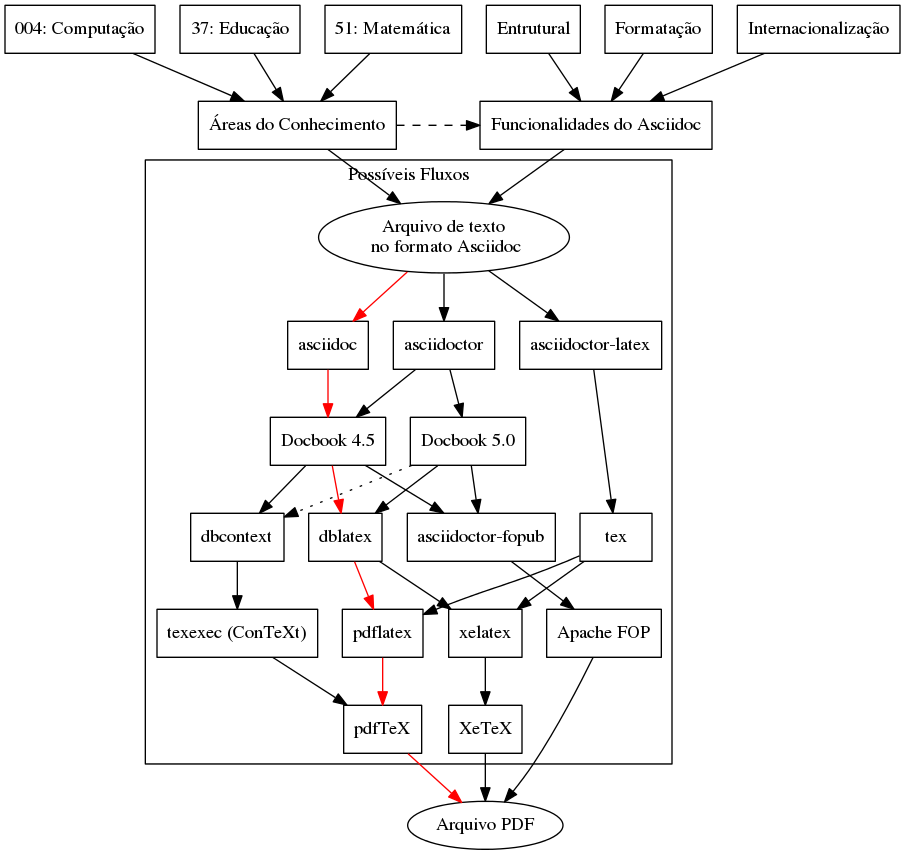 004: Computação
37: Educação
51: Matemática
Entrutural
Formatação
Internacionalização
Áreas do Conhecimento
Funcionalidades do Asciidoc
Possíveis Fluxos
Arquivo de texto
no formato Asciidoc
asciidoc
asciidoctor
asciidoctor-latex
Docbook 4.5
Docbook 5.0
dbcontext
dblatex
asciidoctor-fopub
tex
texexec (ConTeXt)
pdflatex
xelatex
Apache FOP
pdfTeX
XeTeX
Arquivo PDF